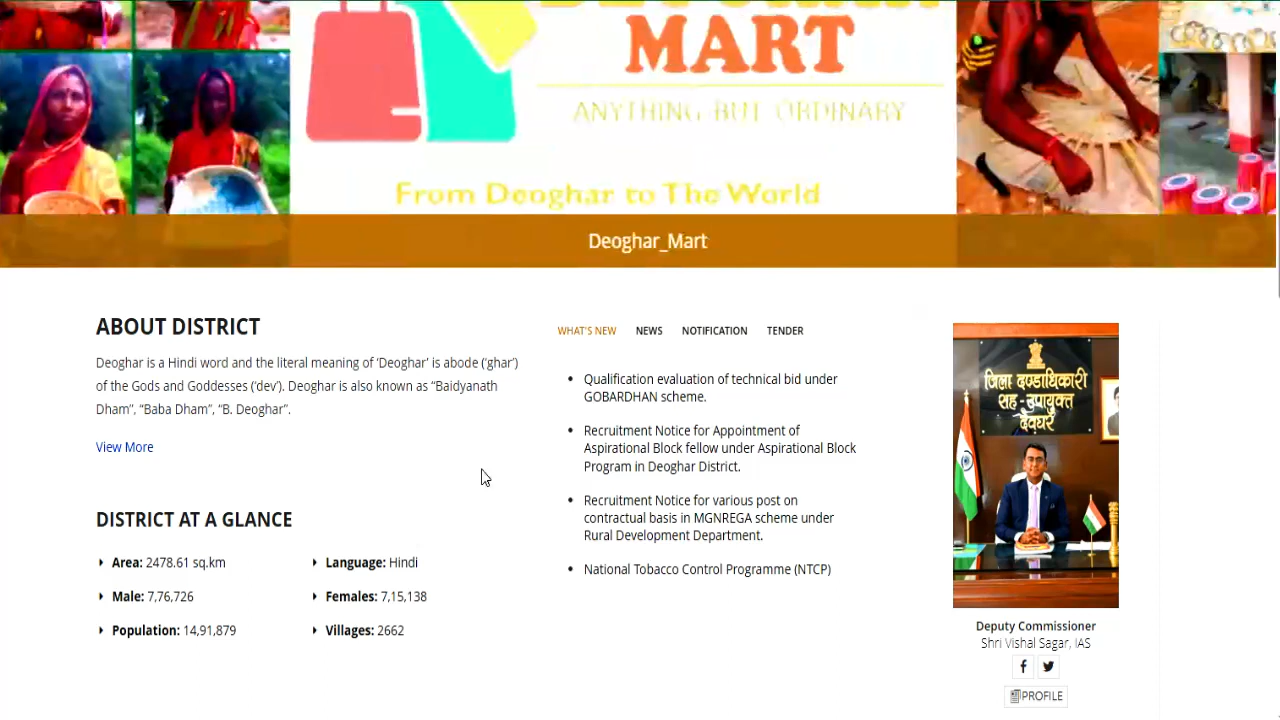 MART
ANYTHING BUT ORDINARY
From Deoghar to The World
Deoghar_Mart
ABOUT DISTRICT
Deoghar is a Hindi word and the literal meaning of ‘Deoghar’ is abode (‘ghar’)
of the Gods and Goddesses (‘dev’). Deoghar is also known as “Baidyanath
Dham”, “Baba Dham”, “B. Deoghar”.
View More
DISTRICT AT A GLANCE
Area: 2478.61 sq.km
Language: Hindi
Male: 7,76,726
Females: 7,15,138
Population: 14,91,879
Villages: 2662
WHAT'S NEW NEWS NOTIFICATION TENDER
Qualification evaluation of technical bid under
GOBARDHAN scheme.
Recruitment Notice for Appointment of
Aspirational Block fellow under Aspirational Block
Program in Deoghar District.
Recruitment Notice for various post on
contractual basis in MGNREGA scheme under
Rural Development Department.
National Tobacco Control Programme (NTCP)
जिला दण्डाधिकारी
सह -उपायुक्त
देवघर
Deputy Commissioner
Shri Vishal Sagar, IAS
PROFILE